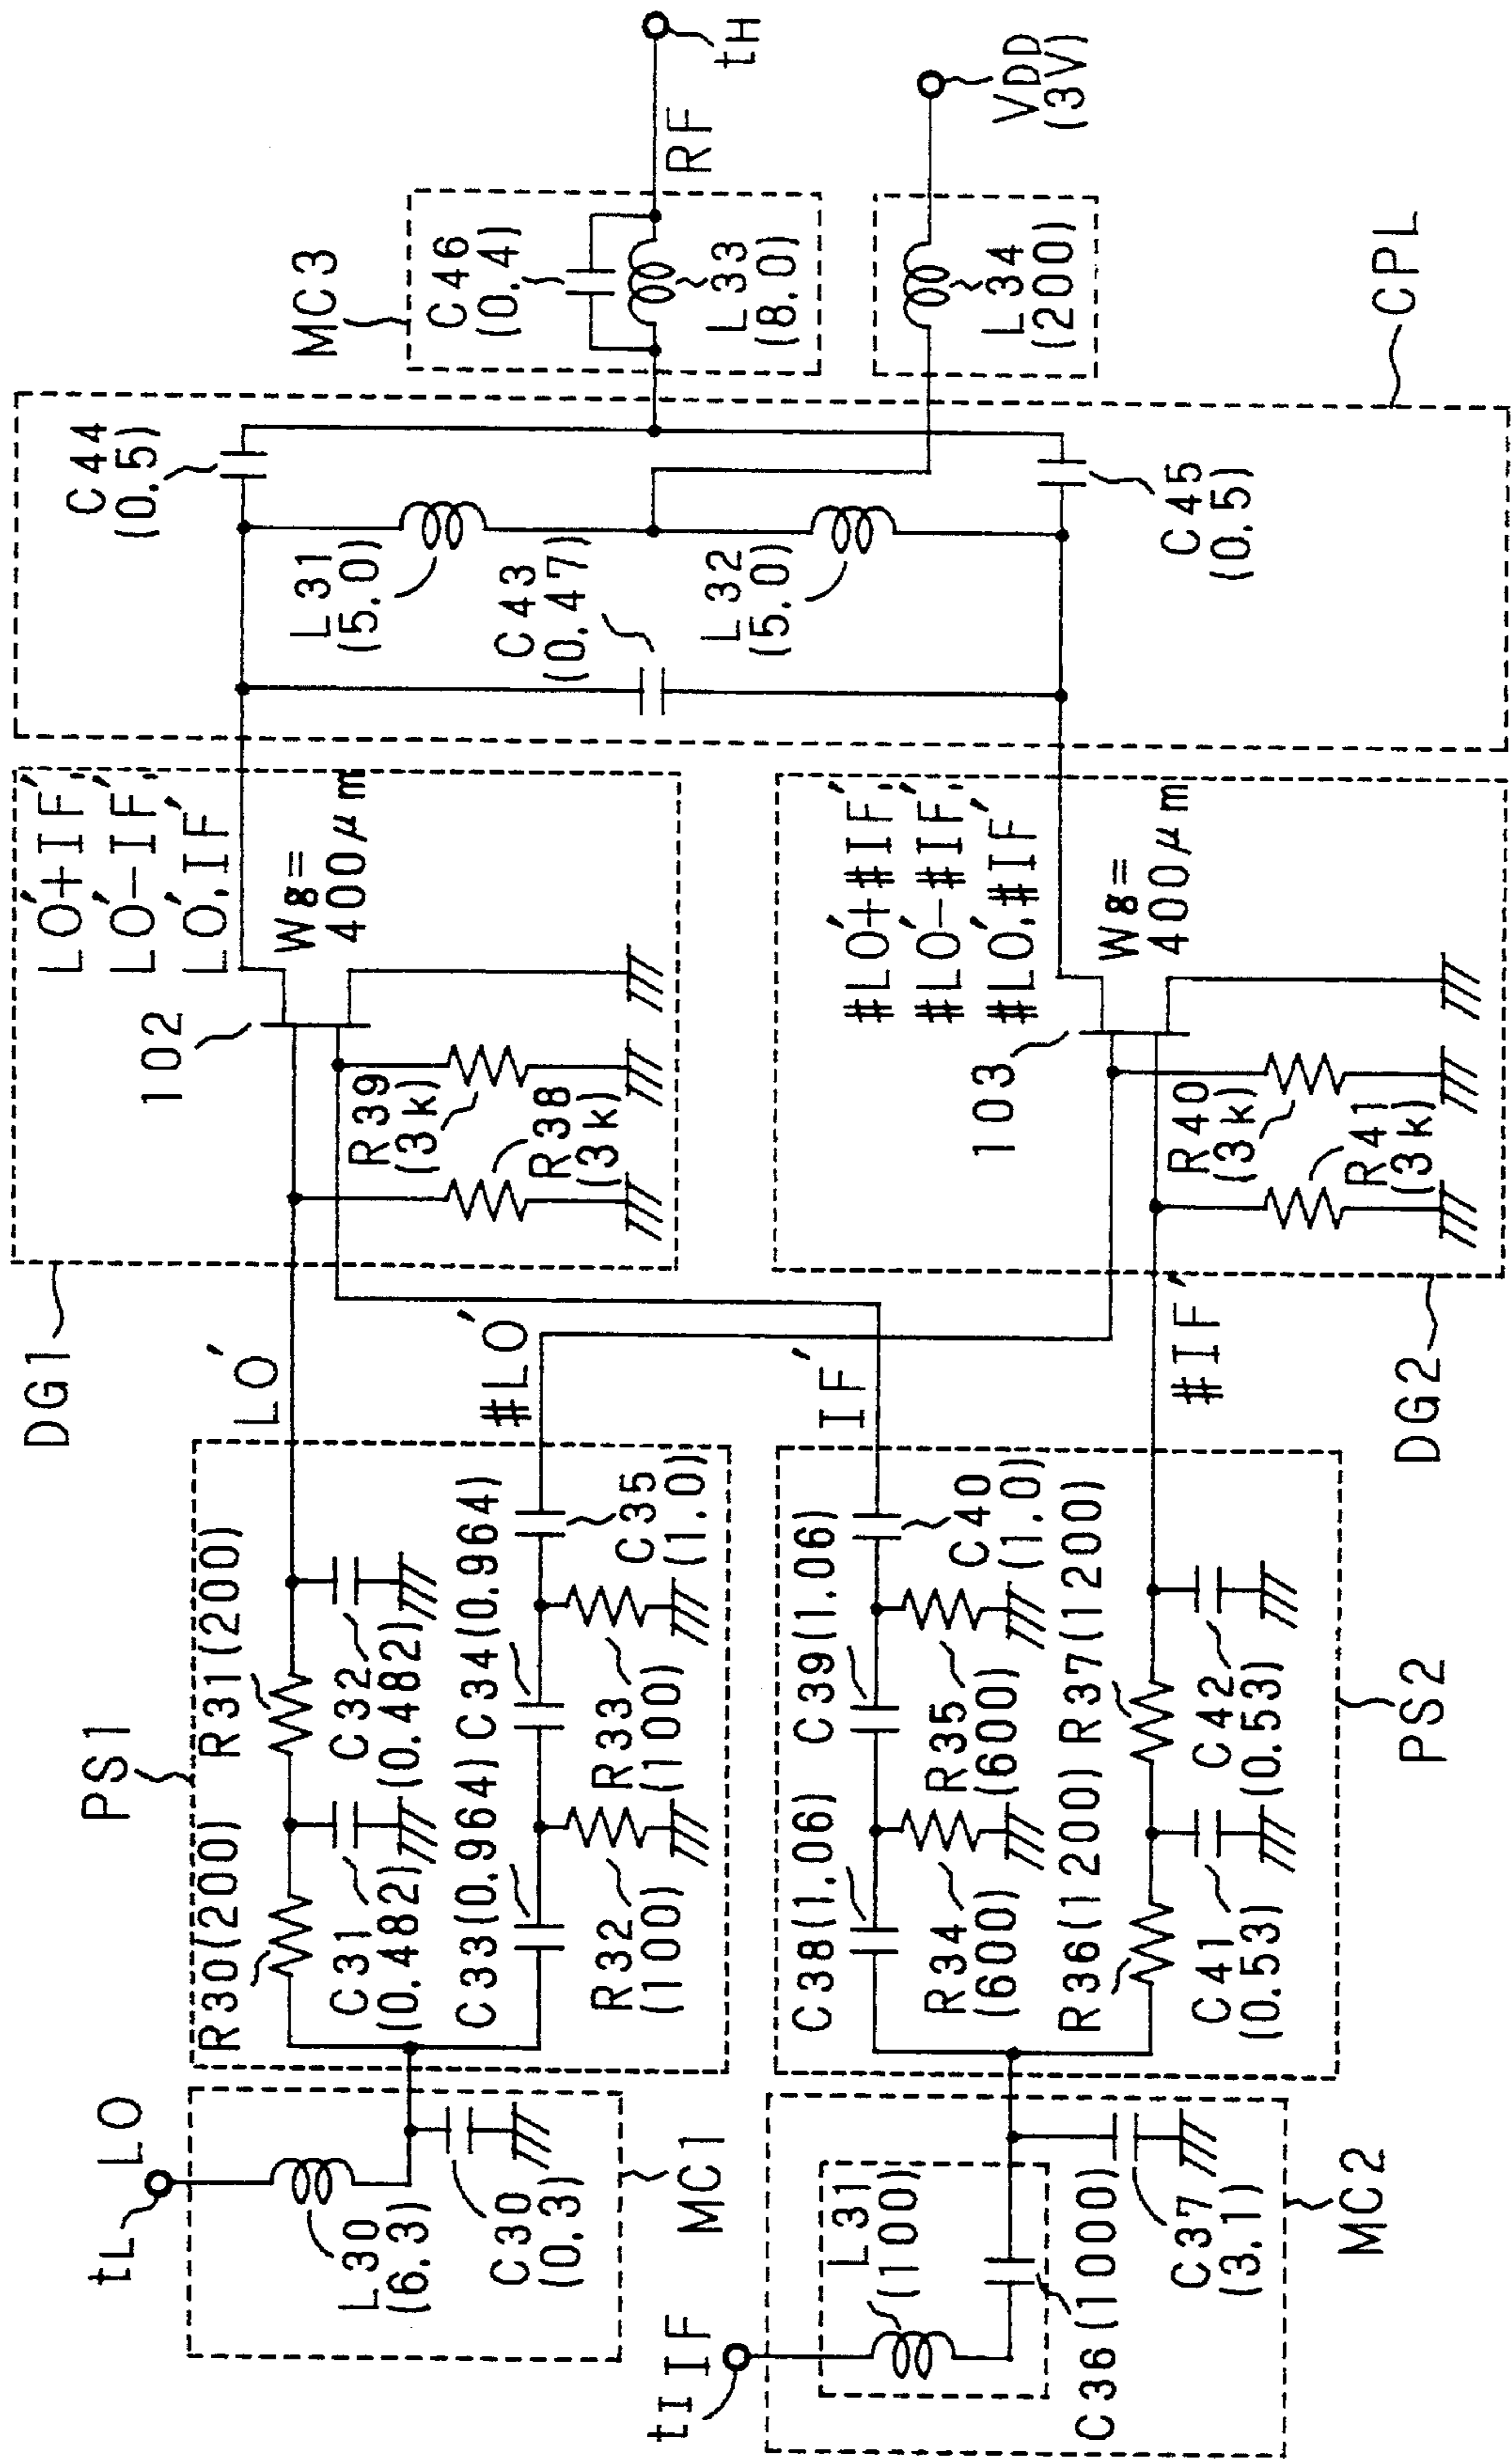 tL
LO
L30
(6.3)
C30
(0.3)
MC1
tI
IF
L31
(100)
C36(1000)
C37
(3.1)
MC2
PS1
R30(200)
R31(200)
C31
(0.482)
C32
(0.482)
C33(0.964)
C34(0.964)
R32
(100)
R33
(100)
C35
(1.0)
C38(1.06)
C39(1.06)
R34
(600)
R35
(600)
C40
(1.0)
R36(1200)
R37(1200)
C41
(0.53)
C42
(0.53)
PS2
LO'
#LO'
IF'
#IF'
DG1
102
R39
(3k)
R38
(3k)
LO'+IF'.
LO'-IF'.
LO'.IF'
Wg=
400μm
DG2
103
R40
(3k)
R41
(3k)
#LO'+#IF'.
#LO'-#IF'.
#LO'.#IF'
Wg=
400μm
C44
(0.5)
L31
(5.0)
C43
(0.47)
L32
(5.0)
C45
(0.5)
CPL
MC3
C46
(0.4)
L33
(8.0)
L34
(200)
RF
tH
VDD
(3V)